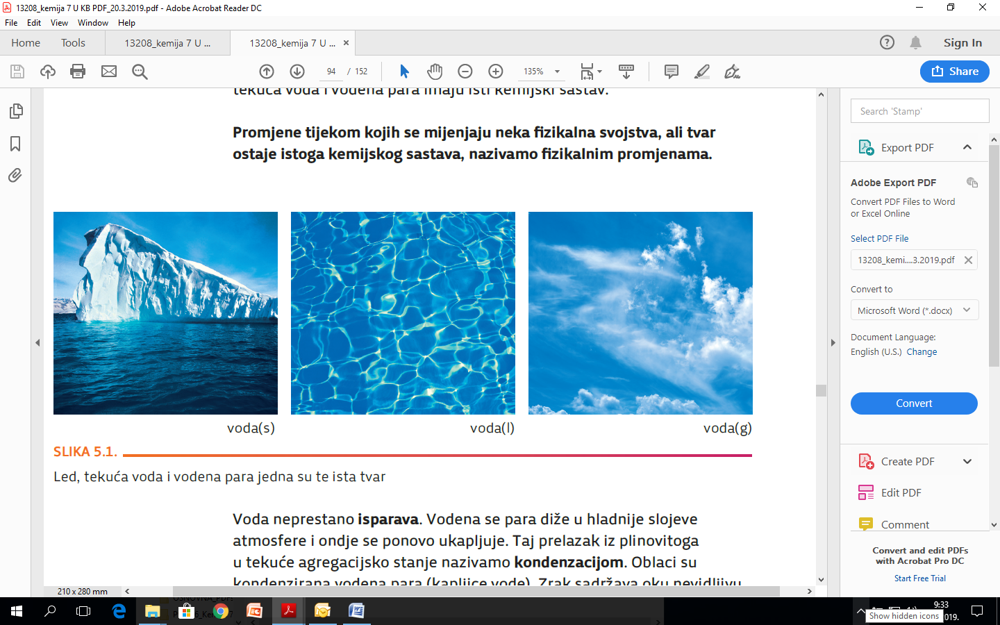 13208_kemija 7 U KB PDF_20.3.2019.pdf - Adobe Acrobat Reader DC
File Edit View Window Help
Home Tools 13208_kemija 7 U ... 13208_kemija 7 U ... × Sign In
94 / 152 135% Share
tekuća voda i vodena para imaju isti kemijski sastav.
Promjene tijekom kojih se mijenjaju neka fizikalna svojstva, ali tvar
ostaje istoga kemijskog sastava, nazivamo fizikalnim promjenama.
voda(s) voda(l) voda(g)
SLIKA 5.1.
Led, tekuća voda i vodena para jedna su te ista tvar
Voda neprestano isparava. Vodena se para diže u hladnije slojeve
atmosfere i ondje se ponovo ukapljuje. Taj prelazak iz plinovitoga
u tekuće agregacijsko stanje nazivamo kondenzacijom. Oblaci su
kondenzirana vodena para (kapljice vode). Zrak sadržava oku nevidljivu
210 x 280 mm
Search 'Stamp'
Export PDF
Adobe Export PDF
Convert PDF Files to Word
or Excel Online
Select PDF File
13208_kemi....3.2019.pdf
Convert to
Microsoft Word (*.docx)
Document Language:
English (U.S.) Change
Convert
Create PDF
Edit PDF
Comment
Convert and edit PDFs
with Acrobat Pro DC
Start Free Trial
OSNOVNA_PDF
9:33
2019.
Show hidden icons